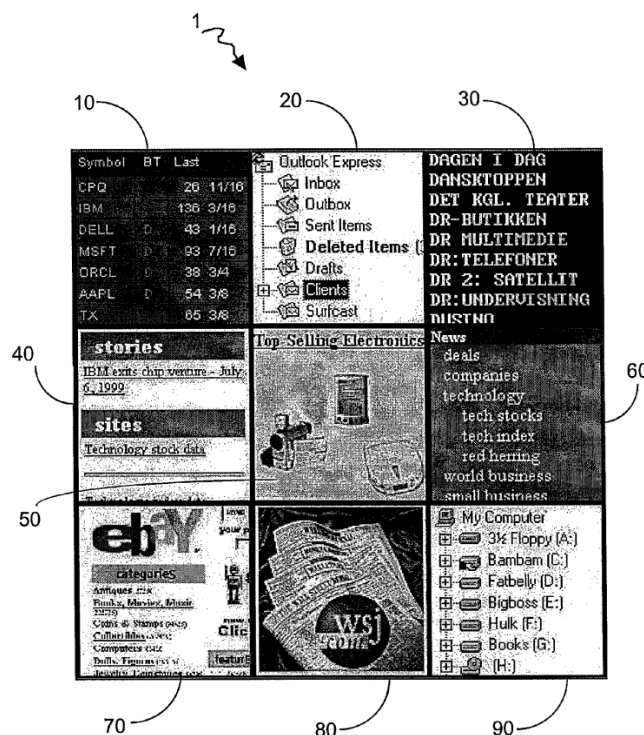 1
10
20
30
Symbol BT Last
CPQ 26 11/16
IBM 136 3/16
DELL D 43 1/16
MSFT D 93 7/16
ORCL D 38 3/4
AAPL D 54 3/8
TX 65 3/8
Outlook Express
Inbox
Outbox
Sent Items
Deleted Items
Drafts
Clients
Surfcast
DAGEN I DAG
DANSKTOPPEN
DET KGL. TEATER
DR-BUTIKKEN
DR MULTIMEDIE
DR:TELEFONER
DR 2: SATELLIT
DR:UNDERVISNING
40
stories
IBM exits chip venture - July
6, 1999
sites
Technology stock data
50
Top-Selling Electronics
News
deals
companies
technology
tech stocks
tech index
red herring
world business
small business
60
ebay
categories
Antiques
Books, Movies, Music
Coins & Stamps
Collectibles
Computers
Dolls, Figures
Clic
featur
70
wsj
.com
80
My Computer
3½ Floppy (A:)
Bambam (C:)
Fatbelly (D:)
Bigboss (E:)
Hulk (F:)
Books (G:)
(H:)
90